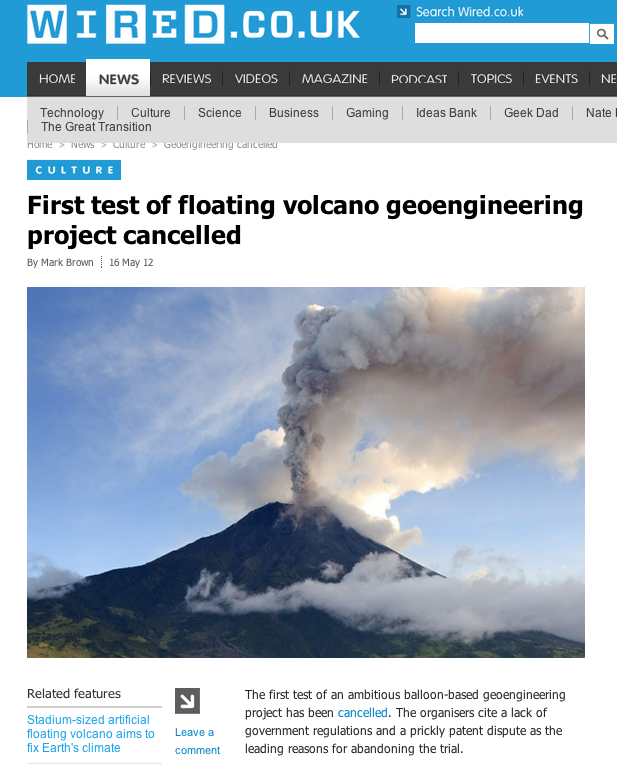 WIRED.CO.UK
Search Wired.co.uk
HOME NEWS REVIEWS VIDEOS MAGAZINE PODCAST TOPICS EVENTS NE
Technology Culture Science Business Gaming Ideas Bank Geek Dad Nate
The Great Transition
Home > News > Culture > Geoengineering cancelled
CULTURE
First test of floating volcano geoengineering
project cancelled
By Mark Brown 16 May 12
Related features
Stadium-sized artificial
floating volcano aims to
fix Earth's climate
Leave a
comment
The first test of an ambitious balloon-based geoengineering
project has been cancelled. The organisers cite a lack of
government regulations and a prickly patent dispute as the
leading reasons for abandoning the trial.